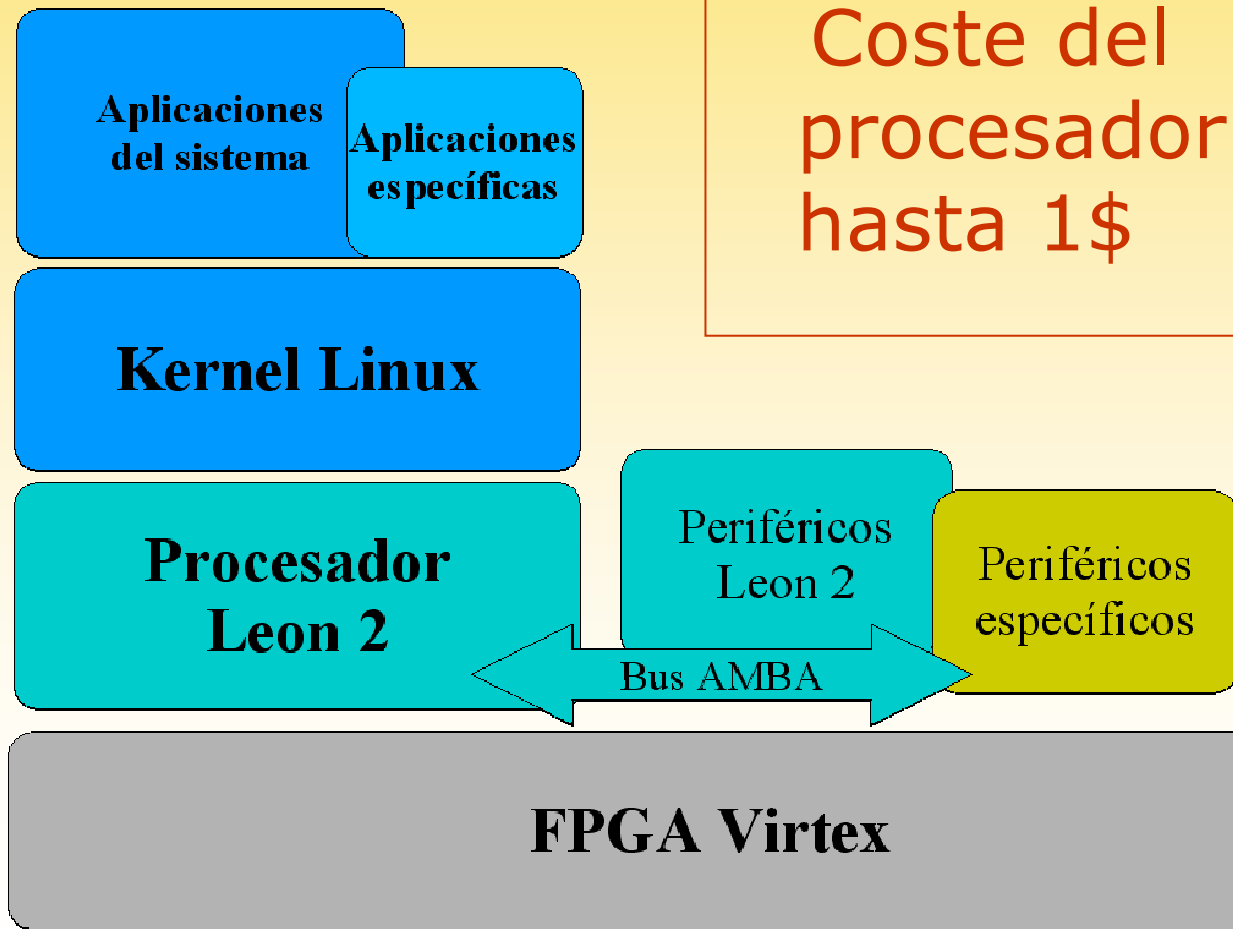 Coste del
procesador
hasta 1$
Aplicaciones
del sistema
Aplicaciones
específicas
Kernel Linux
Procesador
Leon 2
Periféricos
Leon 2
Periféricos
específicos
Bus AMBA
FPGA Virtex